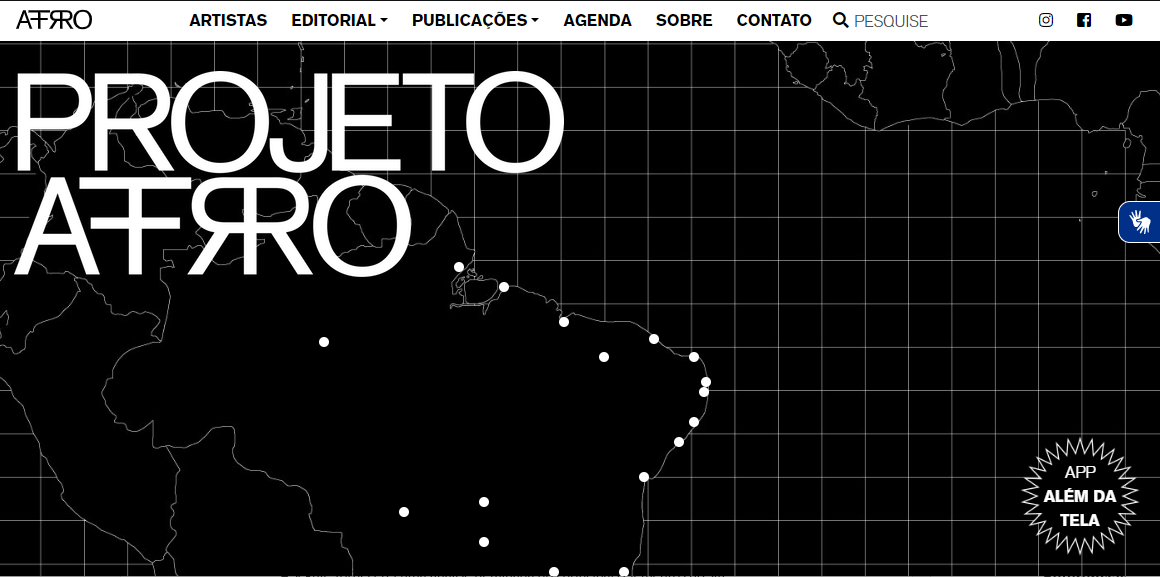 AFRO
ARTISTAS
EDITORIAL
PUBLICAÇÕES
AGENDA
SOBRE
CONTATO
PESQUISE
PROJETO
AFRO
APP
ALÉM DA
TELA